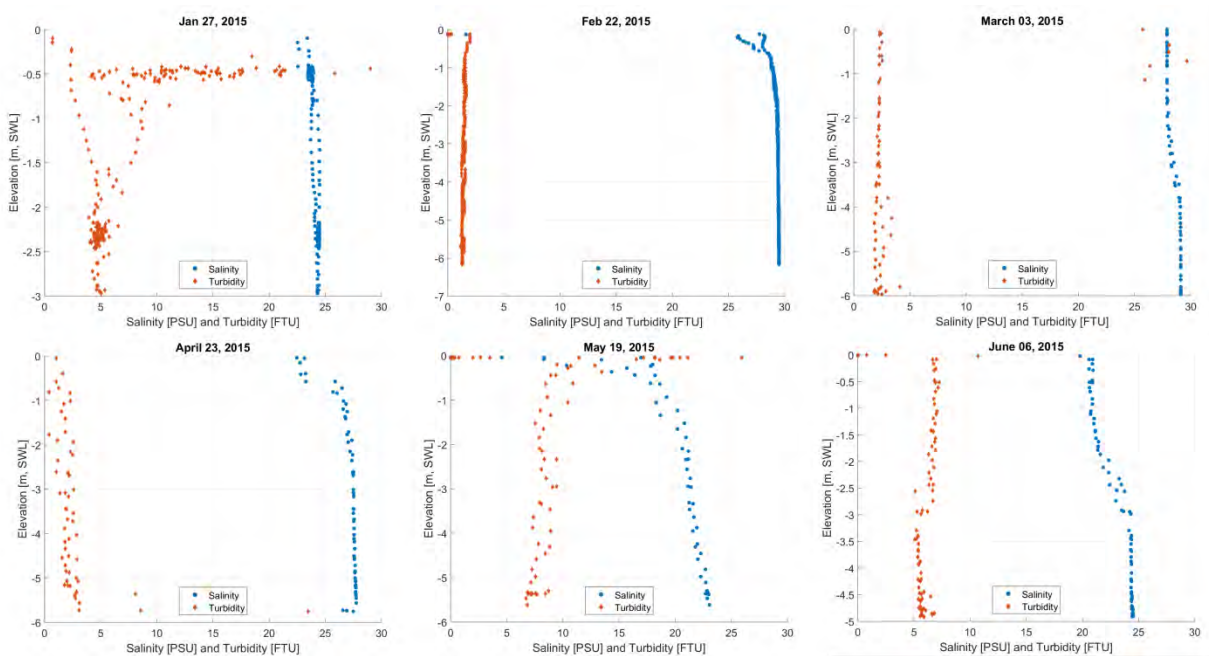 Jan 27, 2015
0
-0.5
-1
-1.5
-2
-2.5
-3
Elevation [m, SWL]
Salinity
Turbidity
0 5 10 15 20 25 30
Salinity [PSU] and Turbidity [FTU]
Feb 22, 2015
0
-1
-2
-3
-4
-5
-6
-7
Elevation [m, SWL]
Salinity
Turbidity
0 5 10 15 20 25 30
Salinity [PSU] and Turbidity [FTU]
March 03, 2015
0
-1
-2
-3
-4
-5
-6
Elevation [m, SWL]
Salinity
Turbidity
0 5 10 15 20 25 30
Salinity [PSU] and Turbidity [FTU]
April 23, 2015
0
-1
-2
-3
-4
-5
-6
Elevation [m, SWL]
Salinity
Turbidity
0 5 10 15 20 25 30
Salinity [PSU] and Turbidity [FTU]
May 19, 2015
0
-1
-2
-3
-4
-5
-6
Elevation [m, SWL]
Salinity
Turbidity
0 5 10 15 20 25 30
Salinity [PSU] and Turbidity [FTU]
June 06, 2015
0
-0.5
-1
-1.5
-2
-2.5
-3
-3.5
-4
-4.5
-5
Elevation [m, SWL]
Salinity
Turbidity
0 5 10 15 20 25 30
Salinity [PSU] and Turbidity [FTU]